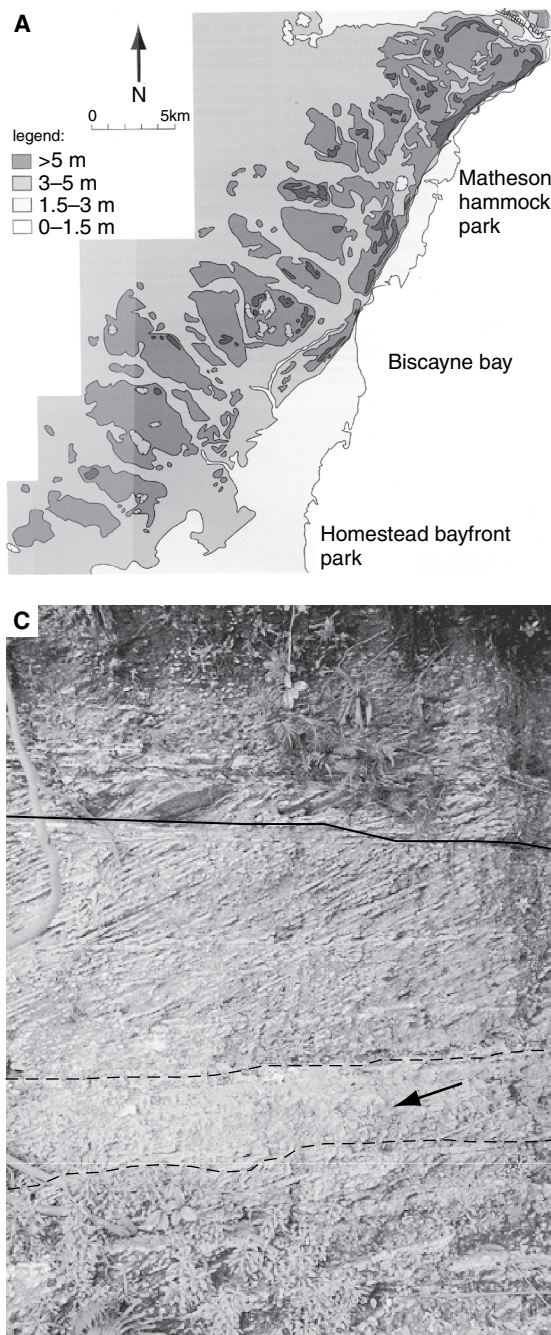 A
N
0 5km
legend:
>5 m
3–5 m
1.5–3 m
0–1.5 m
Matheson
hammock
park
Biscayne bay
Homestead bayfront
park
C